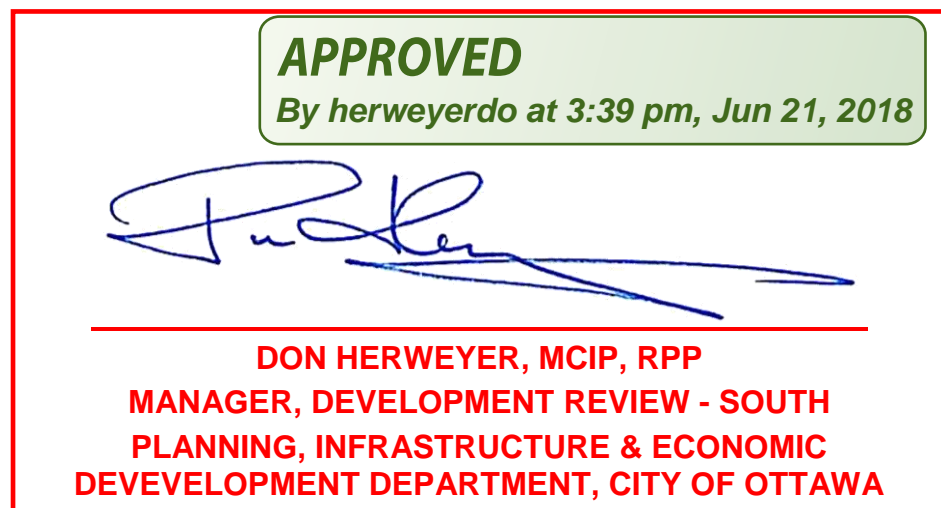 APPROVED
By herweyerdo at 3:39 pm, Jun 21, 2018
DON HERWEYER, MCIP, RPP
MANAGER, DEVELOPMENT REVIEW - SOUTH
PLANNING, INFRASTRUCTURE & ECONOMIC
DEVEVELOPMENT DEPARTMENT, CITY OF OTTAWA